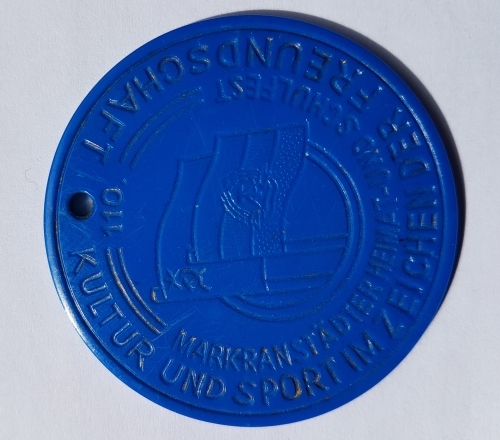 KULTUR UND SPORT IM ZEICHEN DER FREUNDSCHAFT
110. MARKRANSTÄDTER HEIMAT- UND SCHULFEST